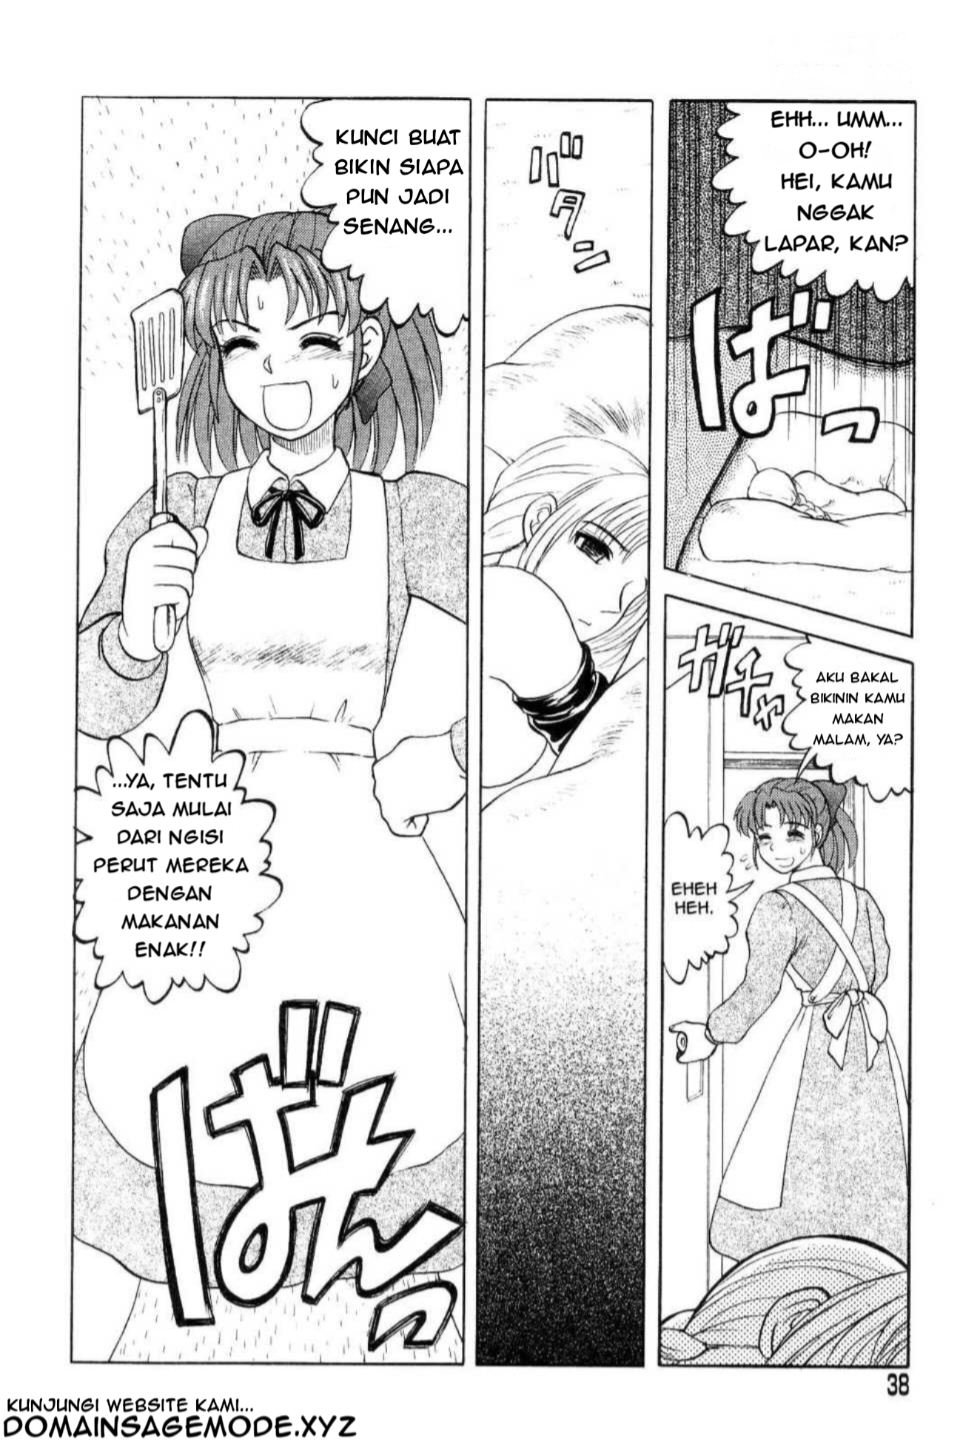 EHH... UMM...
O-OH!
HEI, KAMU
NGGAK
LAPAR, KAN?
ばっ
AKU BAKAL
BIKININ KAMU
MAKAN
MALAM, YA?
ガチャ
EHEH
HEH.
バタン
KUNCI BUAT
BIKIN SIAPA
PUN JADI
SENANG...
...YA, TENTU
SAJA MULAI
DARI NGISI
PERUT MEREKA
DENGAN
MAKANAN
ENAK!!
ばんっ
38
KUNJUNGI WEBSITE KAMI...
DOMAINSAGEMODE.XYZ